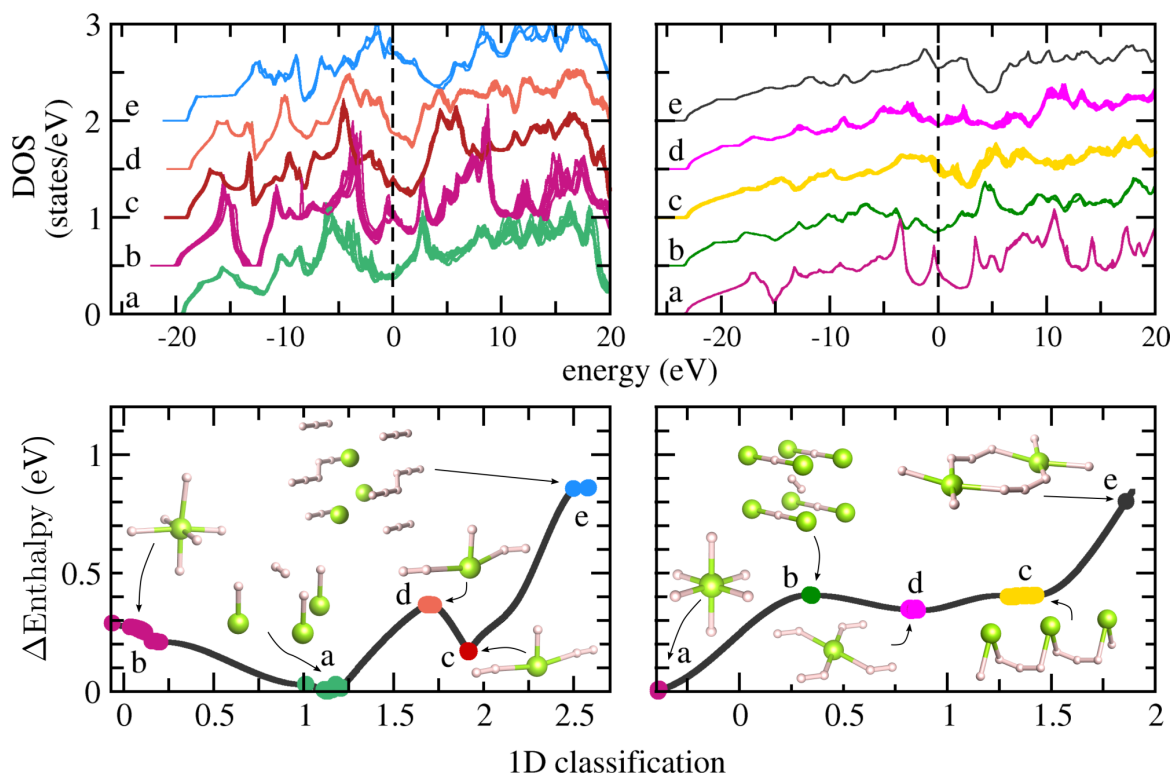 3
2
1
0
DOS
(states/eV)
e
d
c
b
a
e
d
c
b
a
-20 -10 0 10 20
-20 -10 0 10 20
energy (eV)
1
0.5
0
ΔEnthalpy (eV)
b
a
d
c
e
a
b
d
c
e
0 0.5 1 1.5 2 2.5
0 0.5 1 1.5 2
1D classification